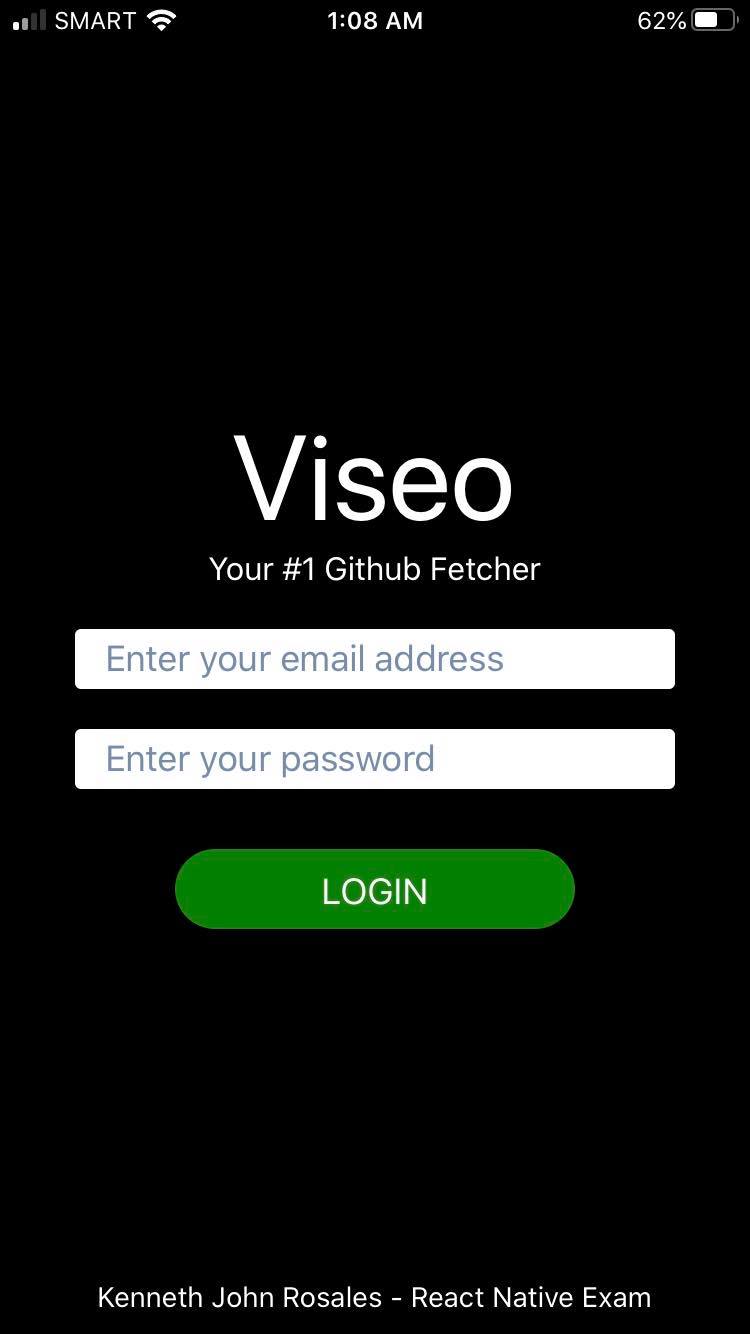 SMART 1:08 AM 62%
Viseo
Your #1 Github Fetcher
Enter your email address
Enter your password
LOGIN
Kenneth John Rosales - React Native Exam